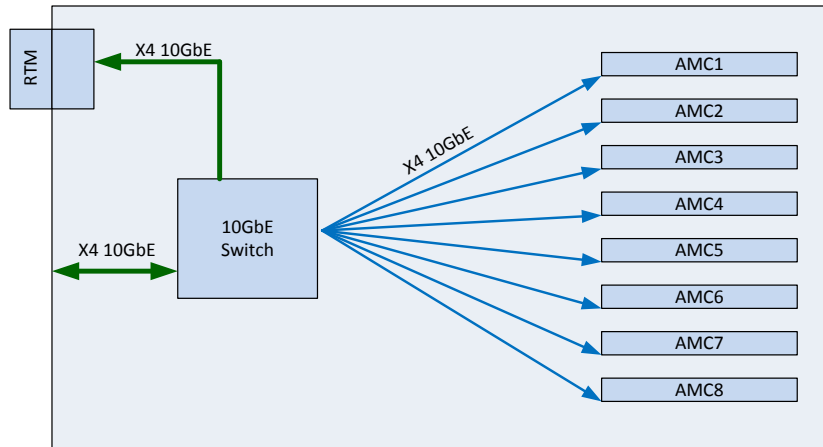 RTM
X4 10GbE
X4 10GbE
10GbE
Switch
X4 10GbE
AMC1
AMC2
AMC3
AMC4
AMC5
AMC6
AMC7
AMC8